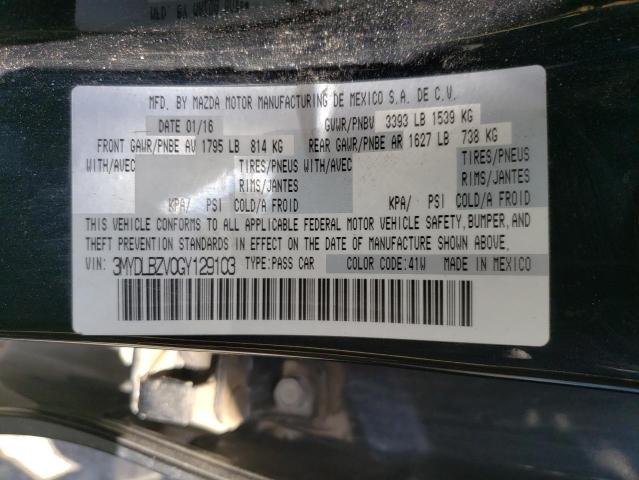 MFD. BY MAZDA MOTOR MANUFACTURING DE MEXICO S.A. DE C.V.
DATE 01/16 GVWR/PNBV 3393 LB 1539 KG
FRONT GAWR/PNBE AV 1795 LB 814 KG REAR GAWR/PNBE AR 1627 LB 738 KG
WITH/AVEC TIRES/PNEUS WITH/AVEC TIRES/PNEUS
RIMS/JANTES RIMS/JANTES
KPA/ PSI COLD/A FROID KPA/ PSI COLD/A FROID
THIS VEHICLE CONFORMS TO ALL APPLICABLE FEDERAL MOTOR VEHICLE SAFETY, BUMPER, AND
THEFT PREVENTION STANDARDS IN EFFECT ON THE DATE OF MANUFACTURE SHOWN ABOVE.
VIN: 3MYDLBZV0GY129103 TYPE:PASS CAR COLOR CODE:41W MADE IN MEXICO